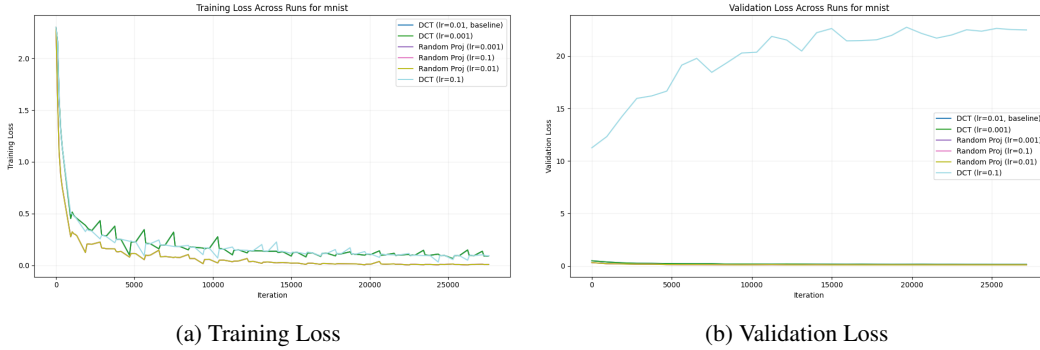 Training Loss Across Runs for mnist
DCT (lr=0.01, baseline)
DCT (lr=0.001)
Random Proj (lr=0.001)
Random Proj (lr=0.1)
Random Proj (lr=0.01)
DCT (lr=0.1)
2.0
1.5
1.0
0.5
0.0
Training Loss
0
5000
10000
15000
20000
25000
Iteration
(a) Training Loss
Validation Loss Across Runs for mnist
25
20
15
10
5
0
Validation Loss
DCT (lr=0.01, baseline)
DCT (lr=0.001)
Random Proj (lr=0.001)
Random Proj (lr=0.1)
Random Proj (lr=0.01)
DCT (lr=0.1)
0
5000
10000
15000
20000
25000
Iteration
(b) Validation Loss